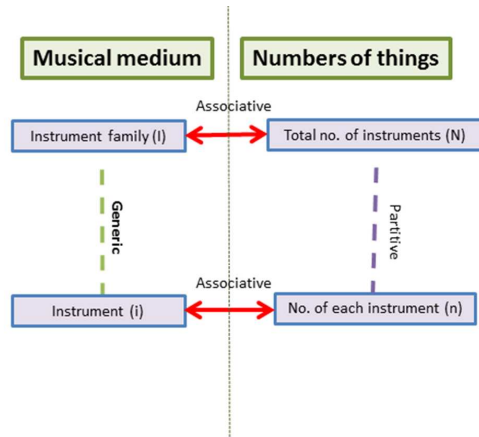 Musical medium
Numbers of things
Associative
Instrument family (I)
Total no. of instruments (N)
Generic
Partitive
Associative
Instrument (i)
No. of each instrument (n)